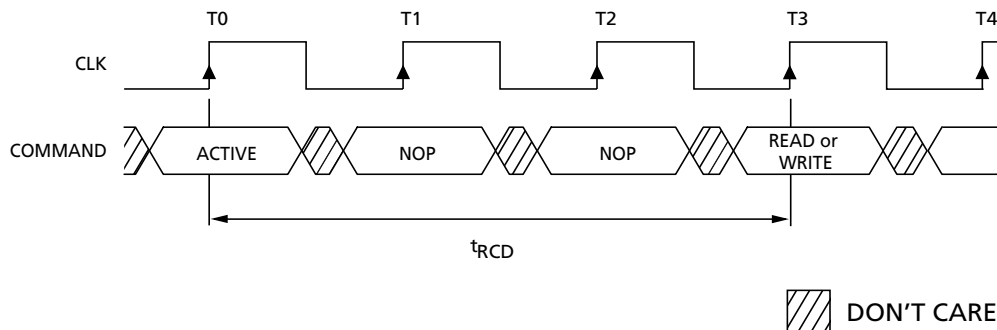 T0 T1 T2 T3 T4
CLK
COMMAND ACTIVE NOP NOP READ or
WRITE
tRCD
DON'T CARE